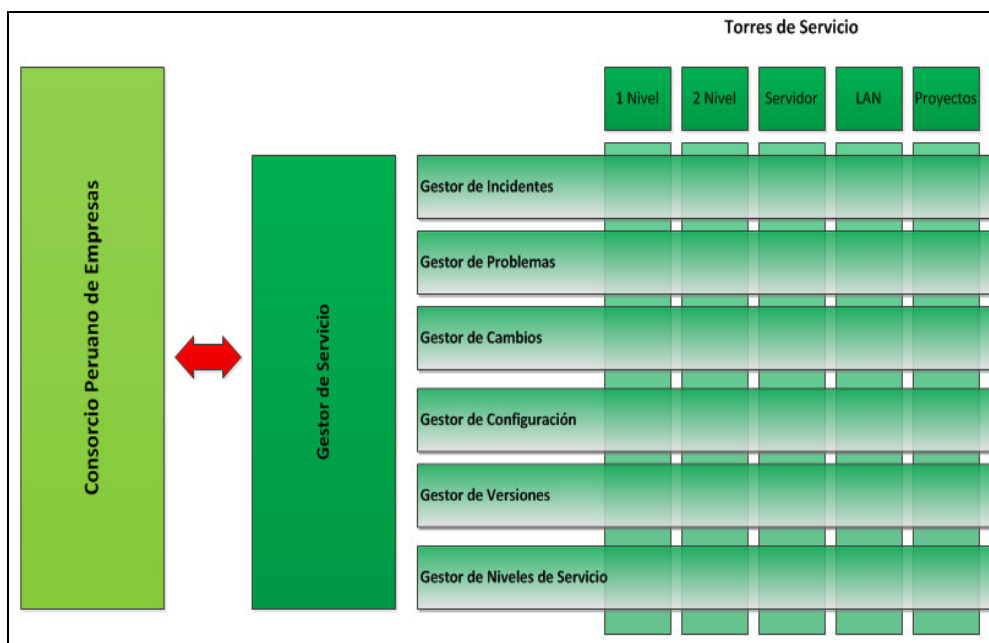 Torres de Servicio
1 Nivel
2 Nivel
Servidor
LAN
Proyectos
Consorcio Peruano de Empresas
Gestor de Servicio
Gestor de Incidentes
Gestor de Problemas
Gestor de Cambios
Gestor de Configuración
Gestor de Versiones
Gestor de Niveles de Servicio